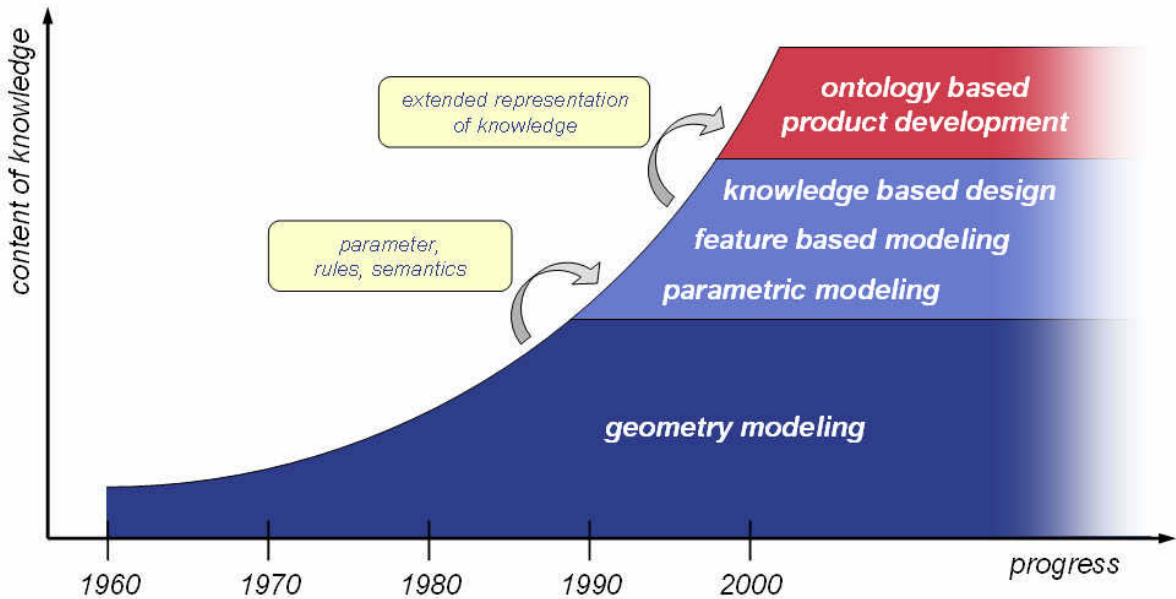 content of knowledge
extended representation
of knowledge
ontology based
product development
knowledge based design
feature based modeling
parametric modeling
parameter,
rules, semantics
geometry modeling
1960
1970
1980
1990
2000
progress